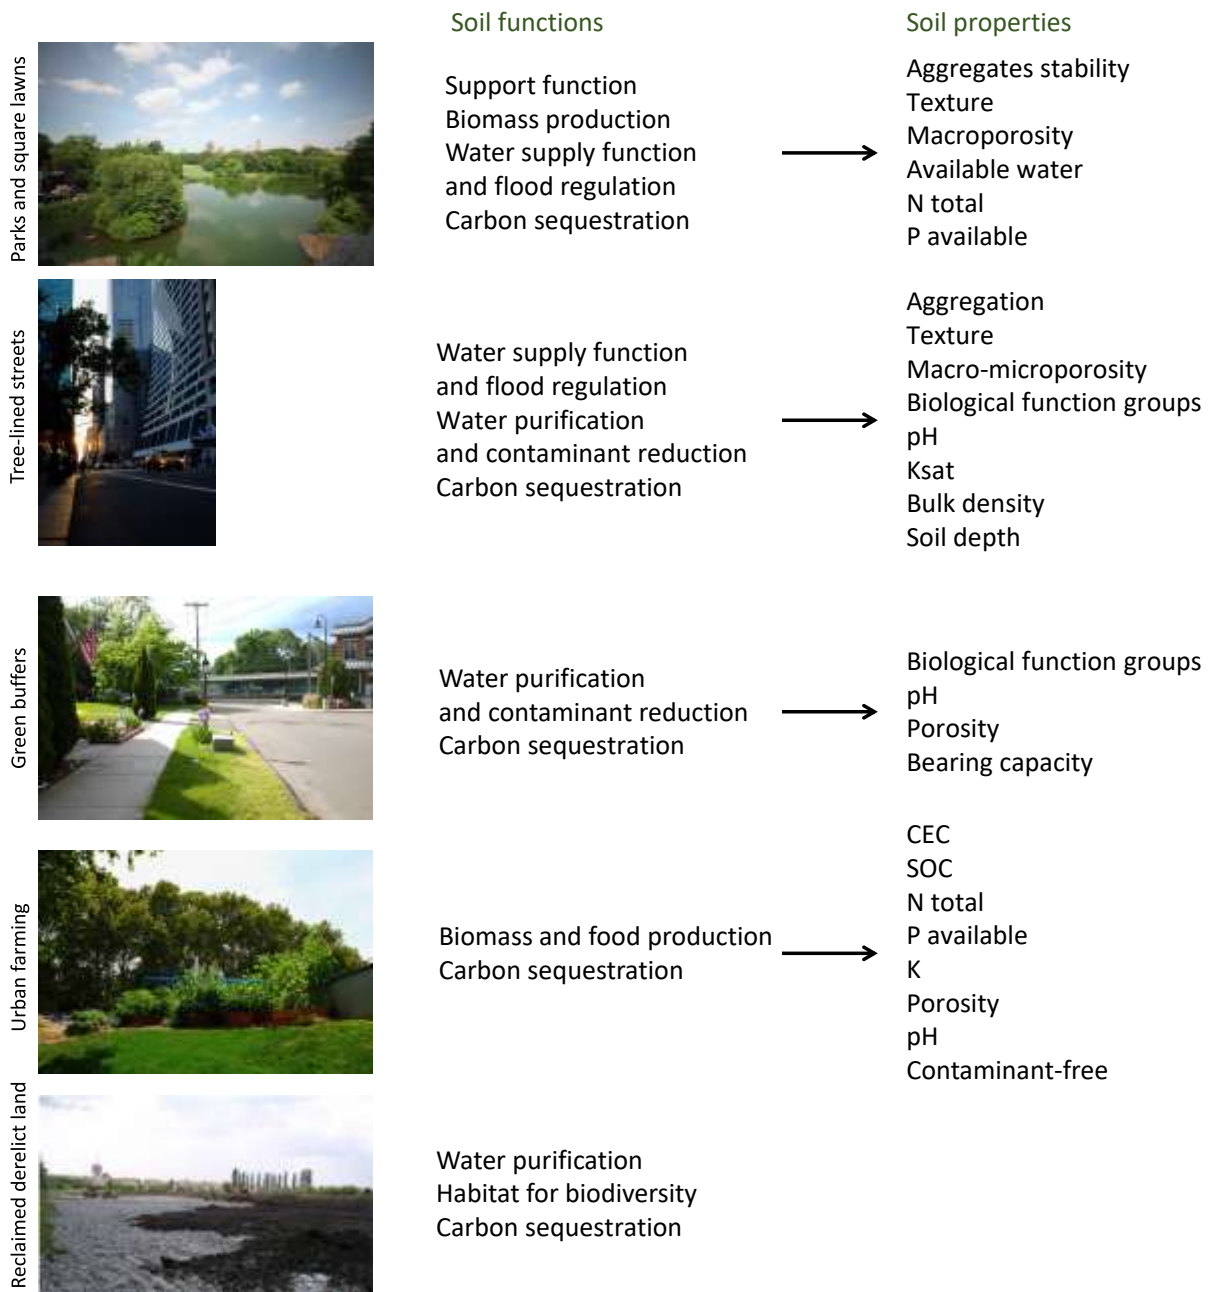 Soil functions
Soil properties
Parks and square lawns
Support function
Biomass production
Water supply function
and flood regulation
Carbon sequestration
Aggregates stability
Texture
Macroporosity
Available water
N total
P available
Tree-lined streets
Water supply function
and flood regulation
Water purification
and contaminant reduction
Carbon sequestration
Aggregation
Texture
Macro-microporosity
Biological function groups
pH
Ksat
Bulk density
Soil depth
Green buffers
Water purification
and contaminant reduction
Carbon sequestration
Biological function groups
pH
Porosity
Bearing capacity
Urban farming
Biomass and food production
Carbon sequestration
CEC
SOC
N total
P available
K
Porosity
pH
Contaminant-free
Reclaimed derelict land
Water purification
Habitat for biodiversity
Carbon sequestration